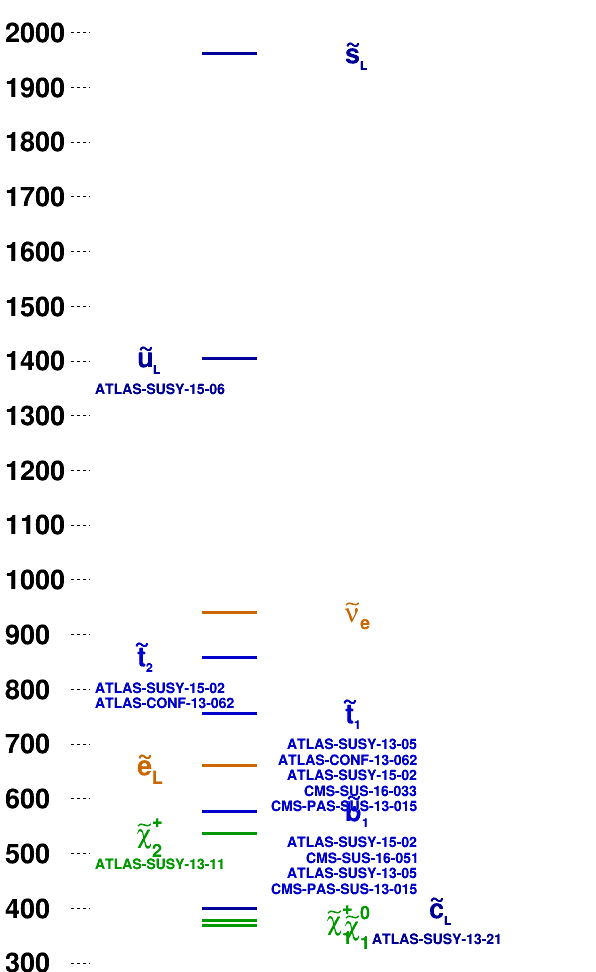 2000
s̃L
1900
1800
1700
1600
1500
1400
ũL
ATLAS-SUSY-15-06
1300
1200
1100
1000
ν̃e
900
t̃2
800
ATLAS-SUSY-15-02
ATLAS-CONF-13-062
t̃1
700
ATLAS-SUSY-13-05
ATLAS-CONF-13-062
ATLAS-SUSY-15-02
CMS-SUS-16-033
CMS-PAS-SUS-13-015
ẽL
600
b̃1
χ̃2+
ATLAS-SUSY-13-11
ATLAS-SUSY-15-02
CMS-SUS-16-051
ATLAS-SUSY-13-05
CMS-PAS-SUS-13-015
500
400
χ̃1+
χ̃10
c̃L
ATLAS-SUSY-13-21
300